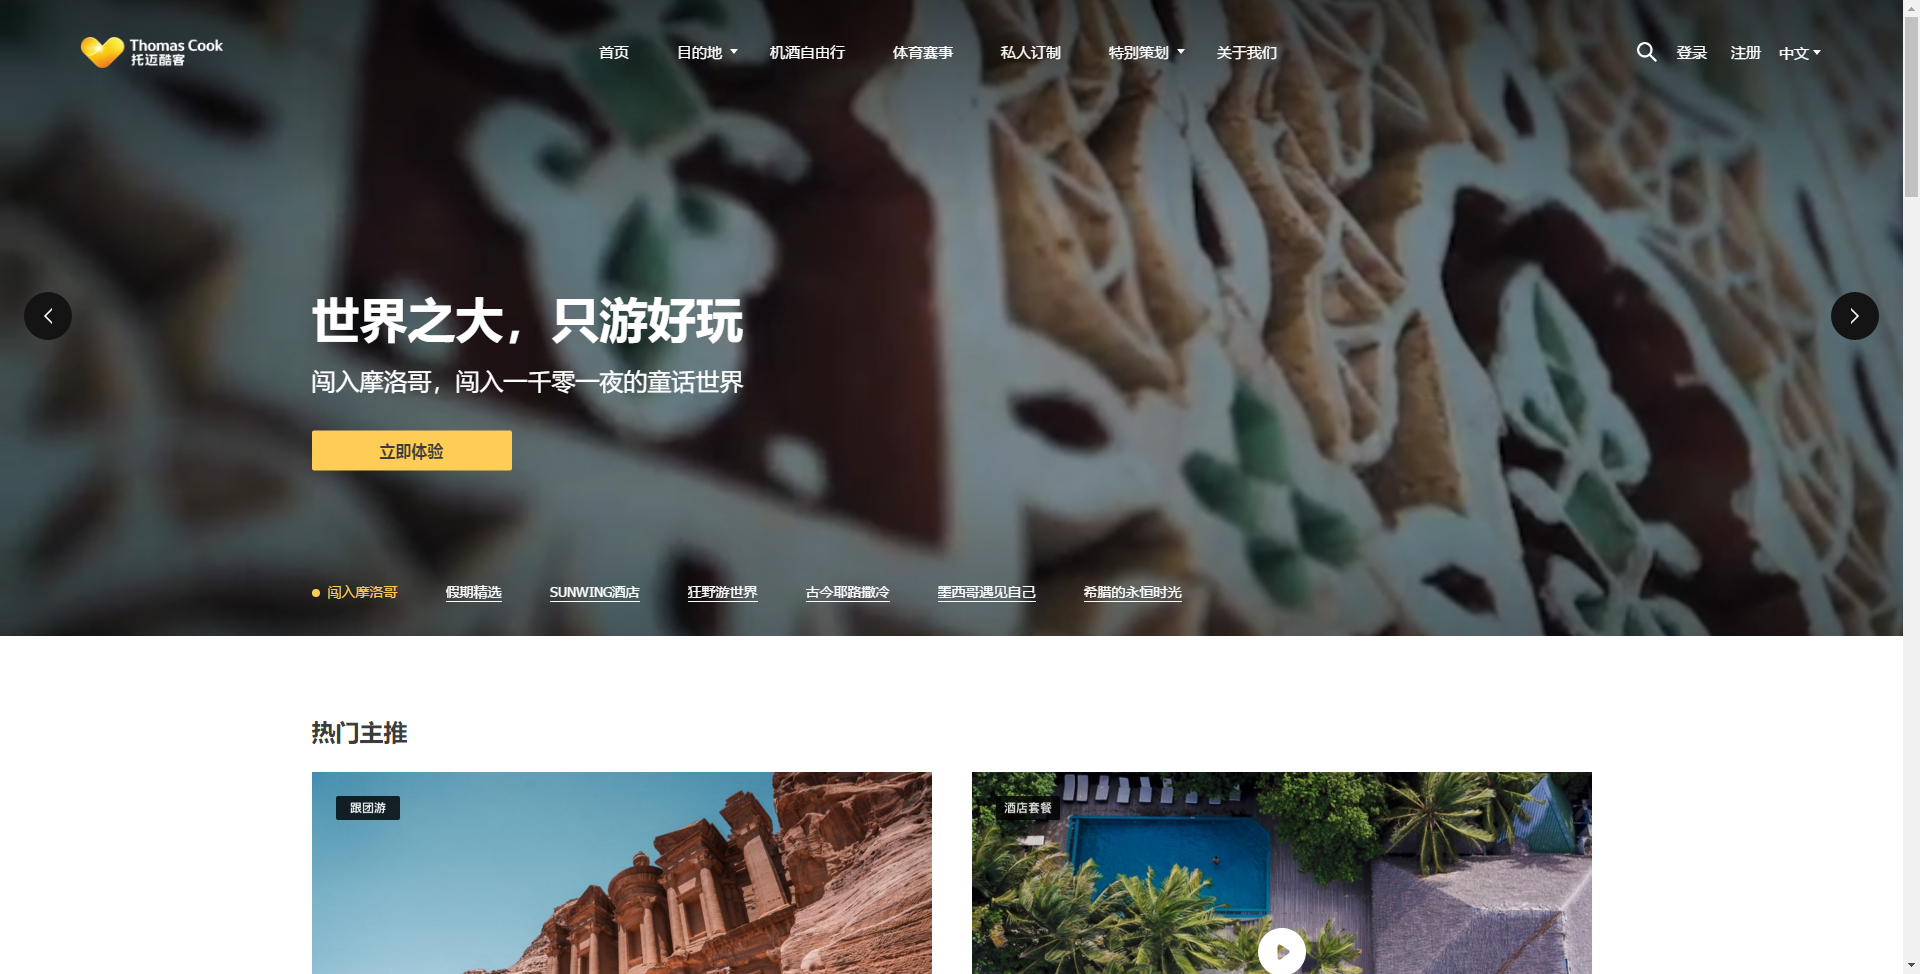 Thomas Cook
托迈酷客
首页
目的地
机酒自由行
体育赛事
私人订制
特别策划
关于我们
登录
注册
中文
世界之大，只游好玩
闯入摩洛哥，闯入一千零一夜的童话世界
立即体验
闯入摩洛哥
假期精选
SUNWING酒店
狂野游世界
古今耶路撒冷
墨西哥遇见自己
希腊的永恒时光
热门主推
跟团游
酒店套餐